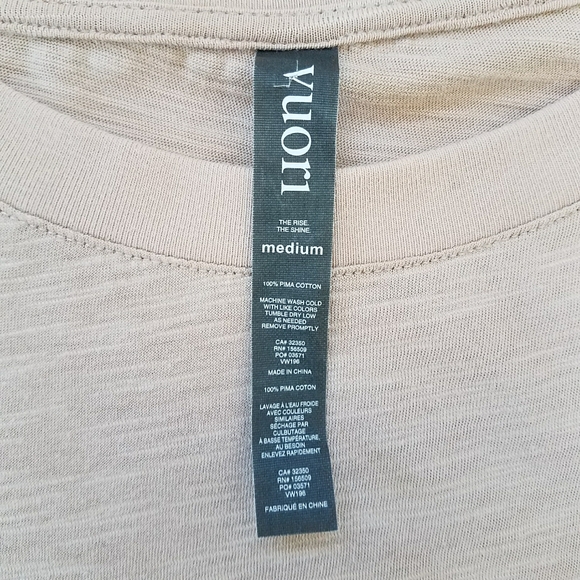 vuori
THE RISE.
THE SHINE.
medium
100% PIMA COTTON
MACHINE WASH COLD
WITH LIKE COLORS
TUMBLE DRY LOW
AS NEEDED
REMOVE PROMPTLY
CA# 32350
RN# 156509
PO# 03571
VW196
MADE IN CHINA
100% PIMA COTON
LAVAGE À L'EAU FROIDE
AVEC COULEURS
SIMILAIRES
SÉCHAGE PAR
CULBUTAGE
À BASSE TEMPÉRATURE,
AU BESOIN
ENLEVEZ RAPIDEMENT
CA# 32350
RN# 156509
PO# 03571
VW196
FABRIQUÉ EN CHINE